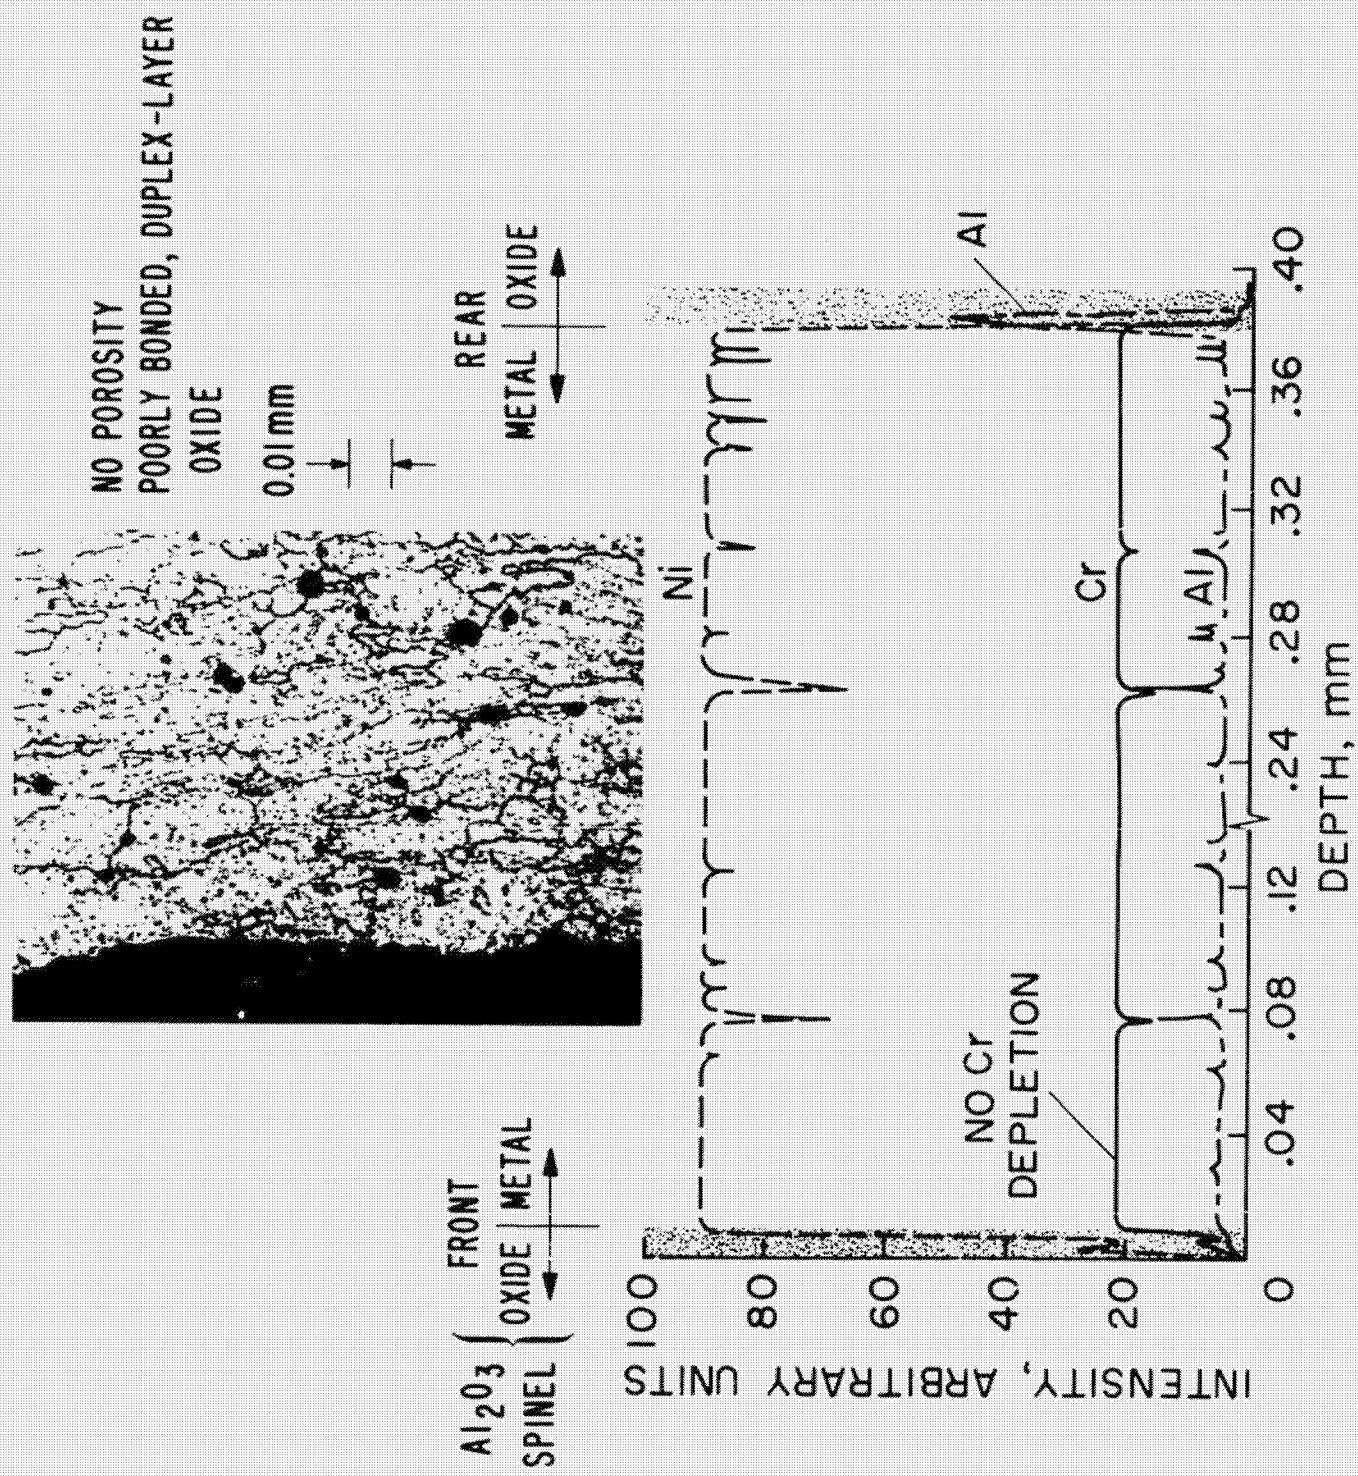 NO POROSITY
POORLY BONDED, DUPLEX-LAYER
OXIDE
0.01mm
Al2O3
SPINEL
FRONT
OXIDE METAL
REAR
METAL OXIDE
INTENSITY, ARBITRARY UNITS
100
80
60
40
20
0
Ni
NO Cr
DEPLETION
Cr
Al
Al
.04
.08
.12
.24
.28
.32
.36
.40
DEPTH, mm